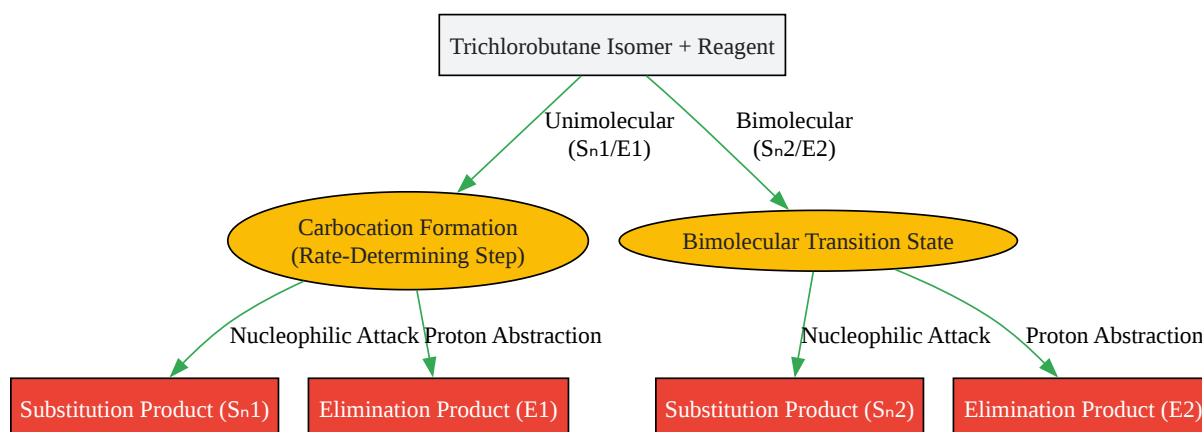 Trichlorobutane Isomer + Reagent
Unimolecular
(Sₙ1/E1)
Bimolecular
(Sₙ2/E2)
Carbocation Formation
(Rate-Determining Step)
Bimolecular Transition State
Nucleophilic Attack
Proton Abstraction
Nucleophilic Attack
Proton Abstraction
Substitution Product (Sₙ1)
Elimination Product (E1)
Substitution Product (Sₙ2)
Elimination Product (E2)